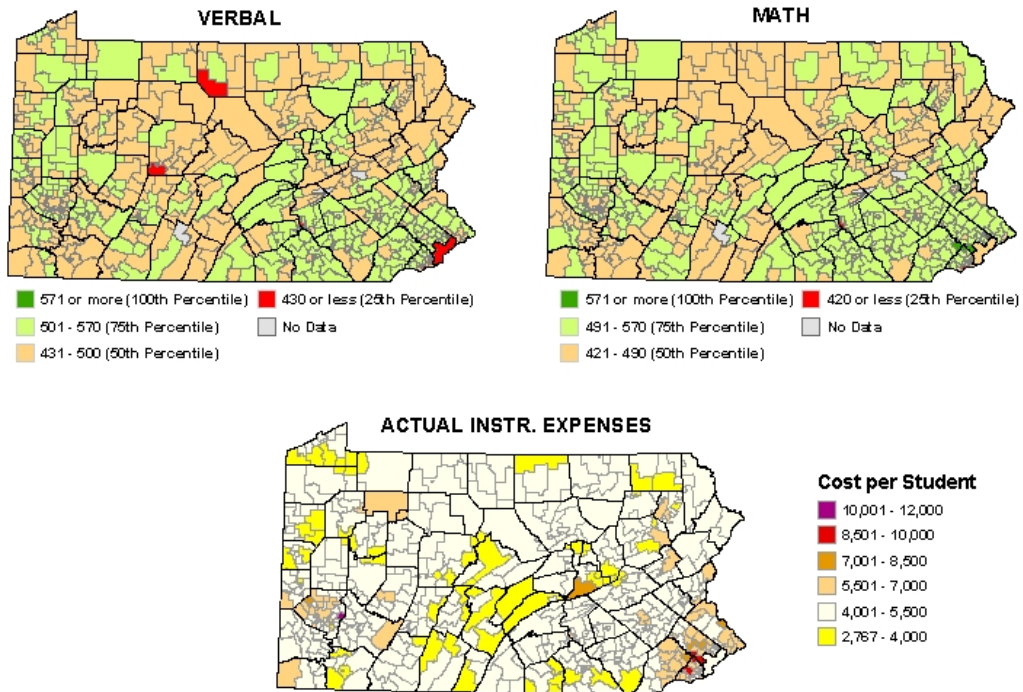 VERBAL
571 or more (100th Percentile)
430 or less (25th Percentile)
501 - 570 (75th Percentile)
No Data
431 - 500 (50th Percentile)
MATH
571 or more (100th Percentile)
420 or less (25th Percentile)
491 - 570 (75th Percentile)
No Data
421 - 490 (50th Percentile)
ACTUAL INSTR. EXPENSES
Cost per Student
10,001 - 12,000
8,501 - 10,000
7,001 - 8,500
5,501 - 7,000
4,001 - 5,500
2,767 - 4,000